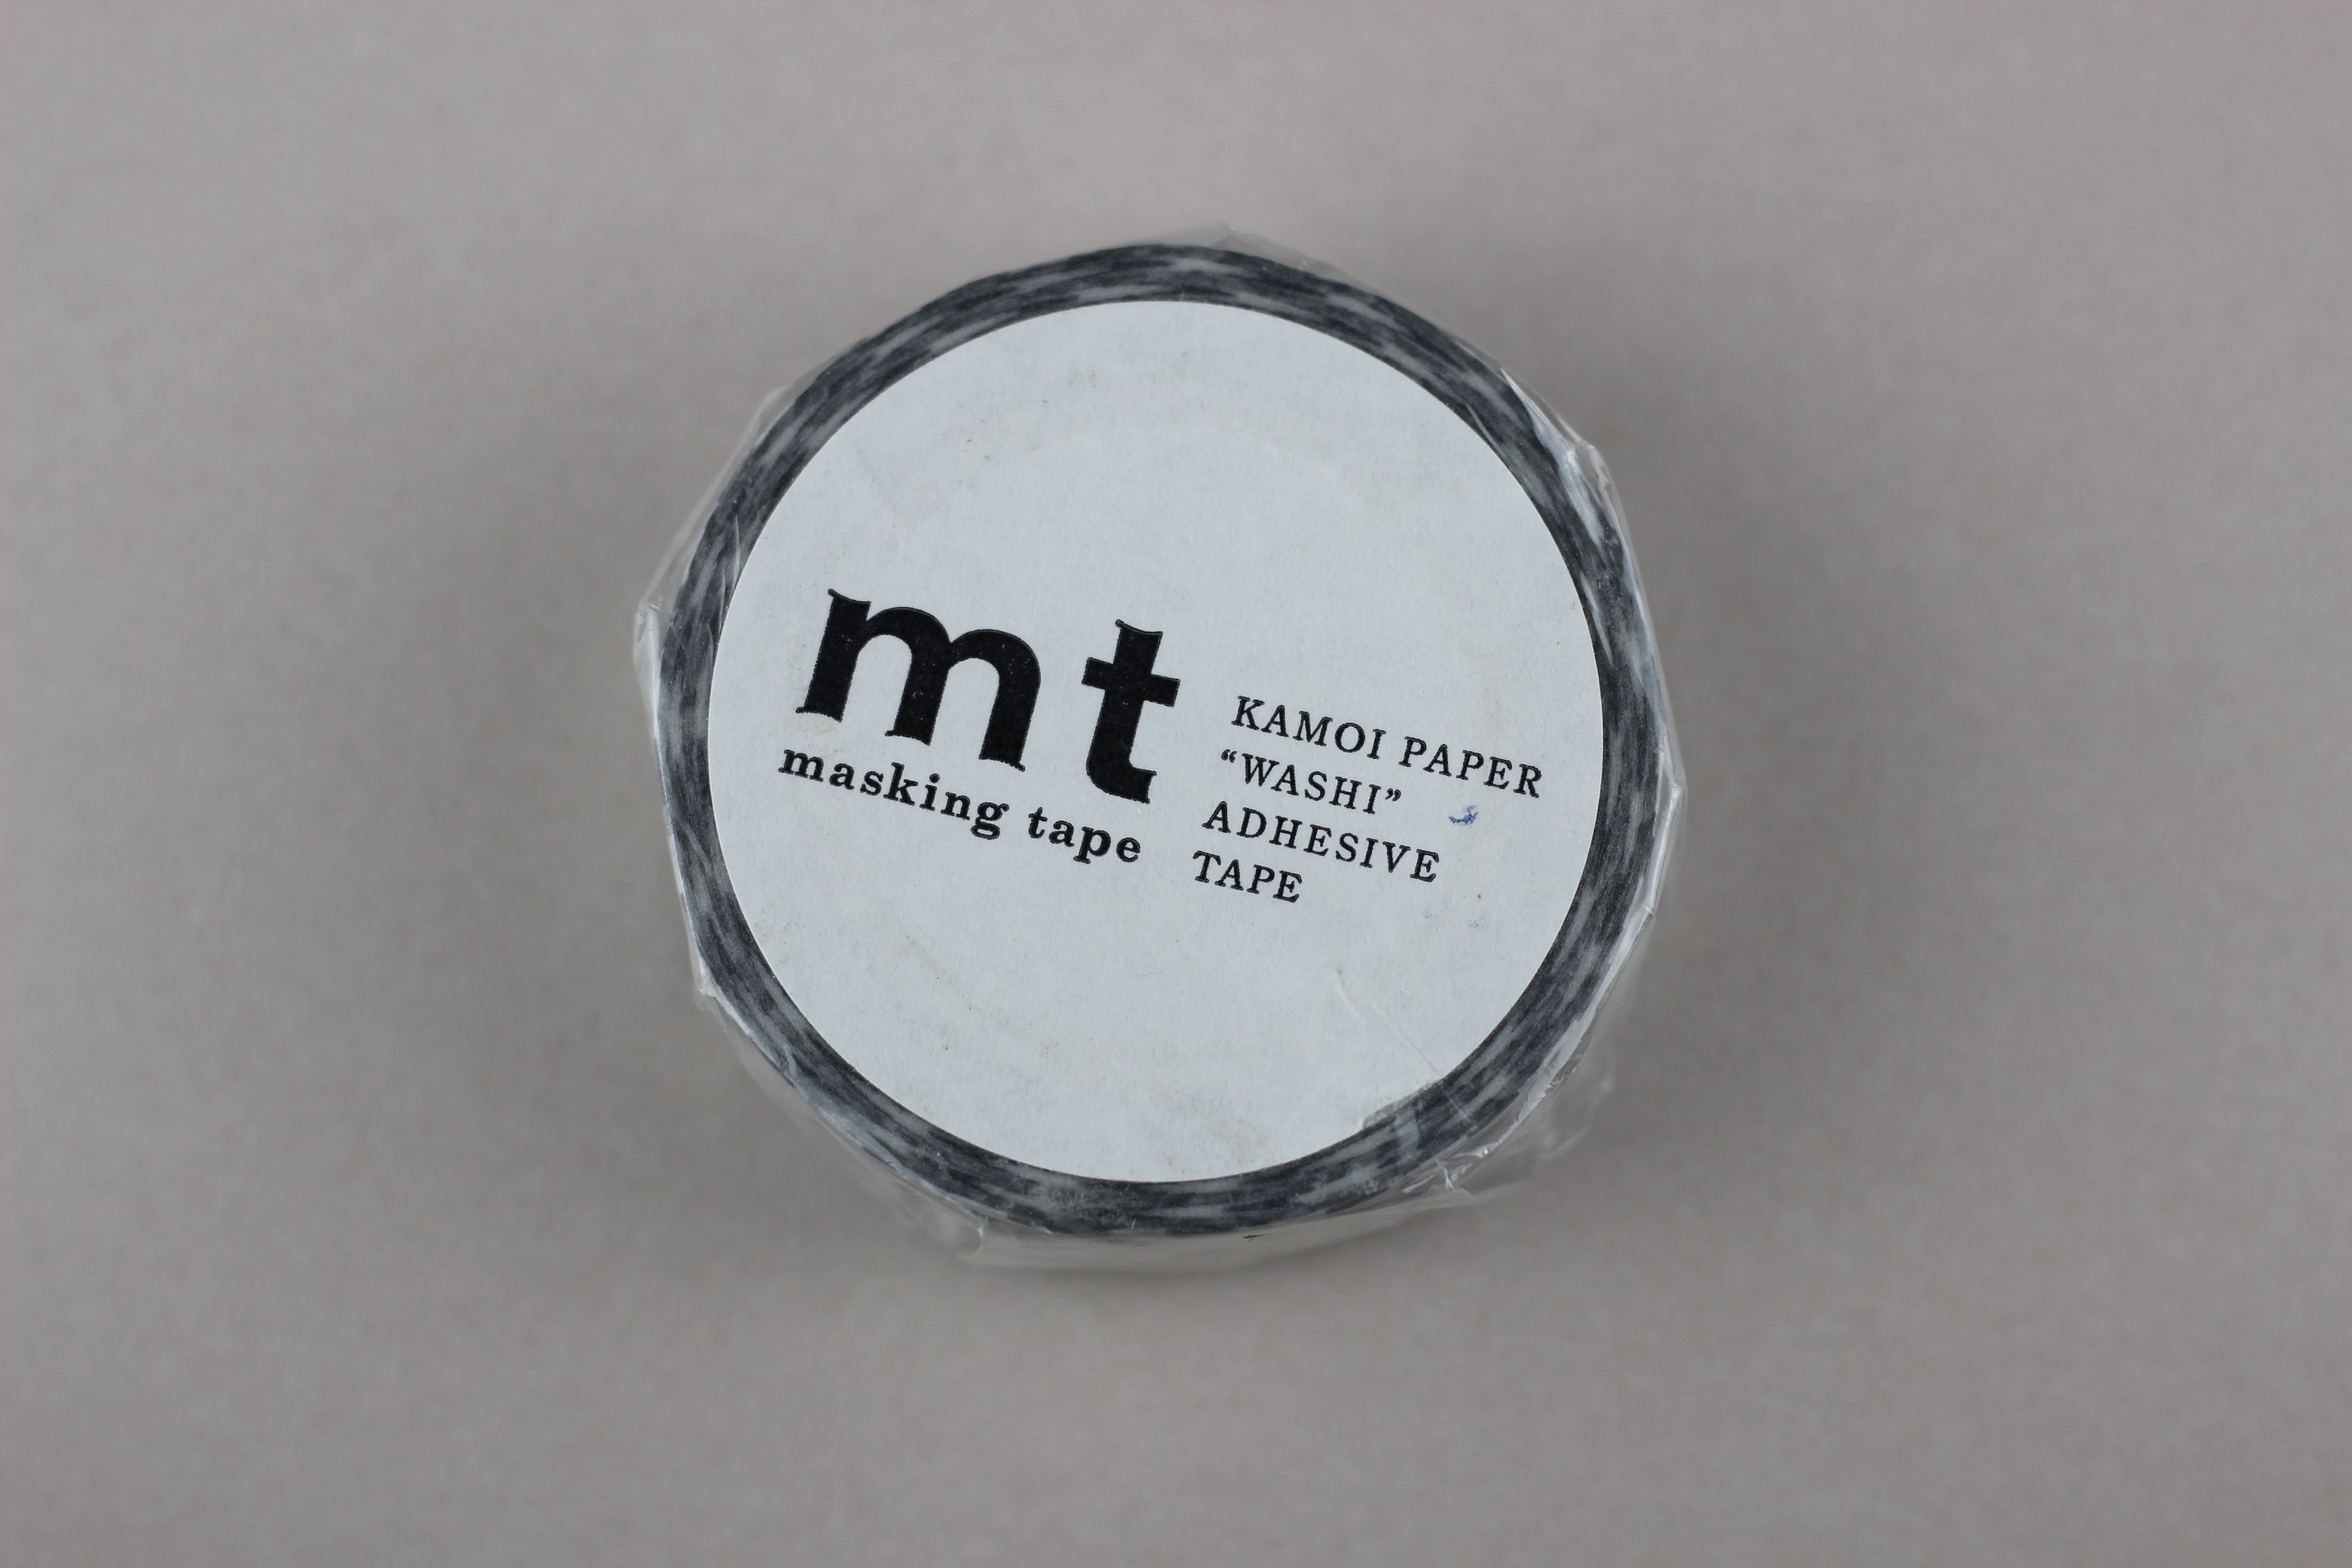 mt
masking tape
KAMOI PAPER
“WASHI”
ADHESIVE
TAPE